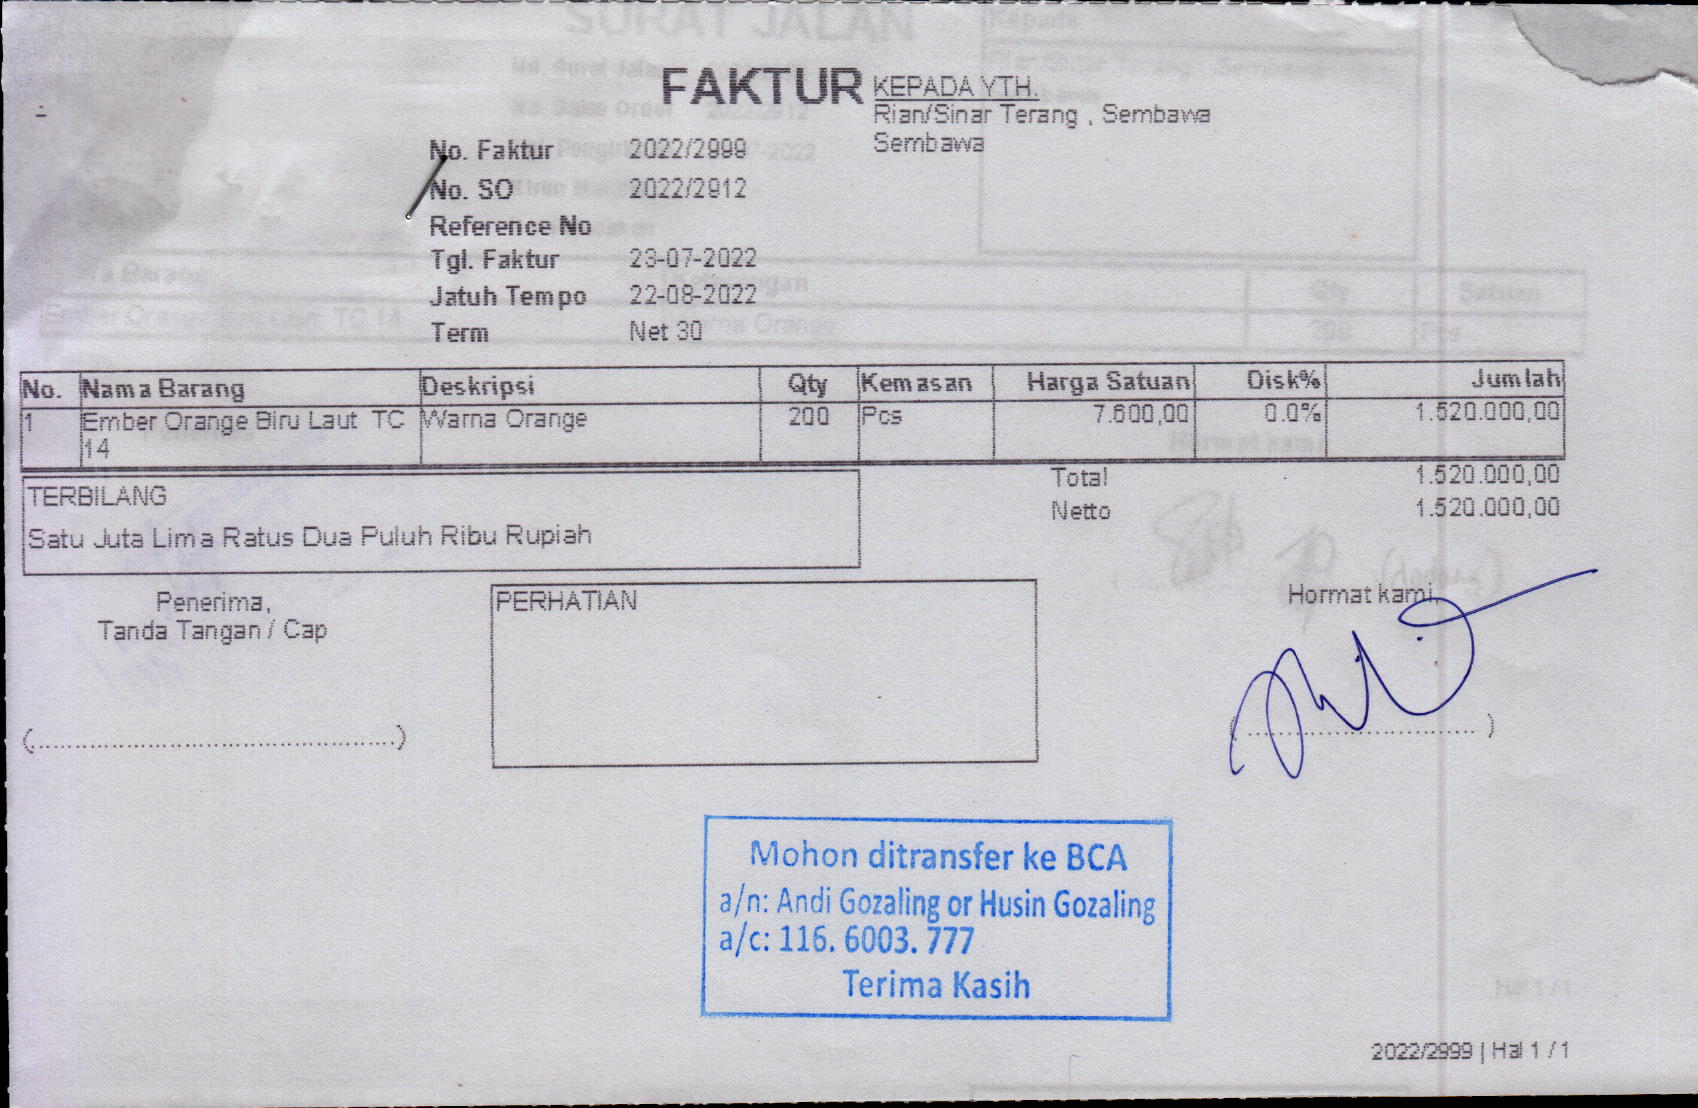 FAKTUR
KEPADA YTH.
Rian/Sinar Terang , Sembawa
Sembawa
No. Faktur 2022/2999
No. SO 2022/2912
Reference No
Tgl. Faktur 23-07-2022
Jatuh Tempo 22-08-2022
Term Net 30
No. Nama Barang Deskripsi Qty Kemasan Harga Satuan Disk% Jumlah
1 Ember Orange Biru Laut TC Warna Orange 200 Pcs 7.600,00 0.0% 1.520.000,00
14
Total 1.520.000,00
Netto 1.520.000,00
TERBILANG
Satu Juta Lima Ratus Dua Puluh Ribu Rupiah
Penerima,
Tanda Tangan / Cap
PERHATIAN
Hormat kami,
(................................................)
(................................ )
Mohon ditransfer ke BCA
a/n: Andi Gozaling or Husin Gozaling
a/c: 116. 6003. 777
Terima Kasih
2022/2999 | Hal 1 / 1